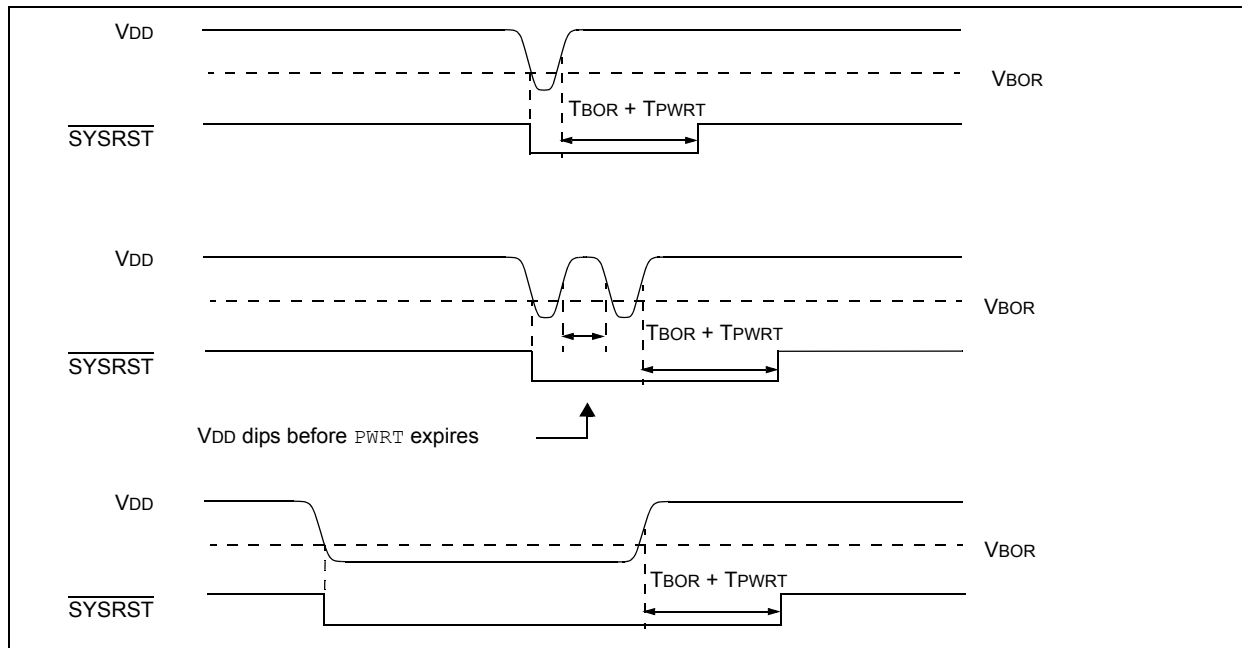 VDD
VBOR
TBOR + TPWRT
SYSRST
VDD
VBOR
TBOR + TPWRT
SYSRST
VDD dips before PWRT expires
VDD
VBOR
TBOR + TPWRT
SYSRST